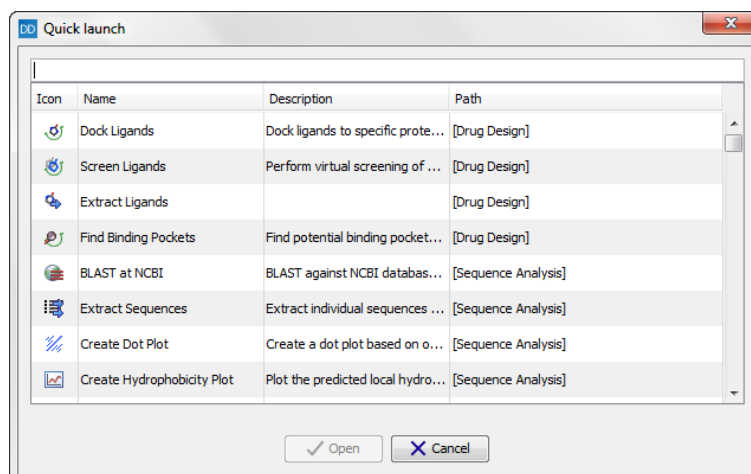 DD Quick launch
Icon Name Description Path
Dock Ligands Dock ligands to specific prote... [Drug Design]
Screen Ligands Perform virtual screening of ... [Drug Design]
Extract Ligands [Drug Design]
Find Binding Pockets Find potential binding pocket... [Drug Design]
BLAST at NCBI BLAST against NCBI databas... [Sequence Analysis]
Extract Sequences Extract individual sequences ... [Sequence Analysis]
Create Dot Plot Create a dot plot based on o... [Sequence Analysis]
Create Hydrophobicity Plot Plot the predicted local hydro... [Sequence Analysis]
Open Cancel